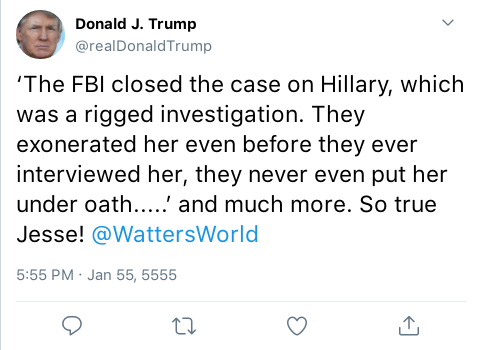 Donald J. Trump
@realDonaldTrump
‘The FBI closed the case on Hillary, which
was a rigged investigation. They
exonerated her even before they ever
interviewed her, they never even put her
under oath.....’ and much more. So true
Jesse! @WattersWorld
5:55 PM · Jan 55, 5555